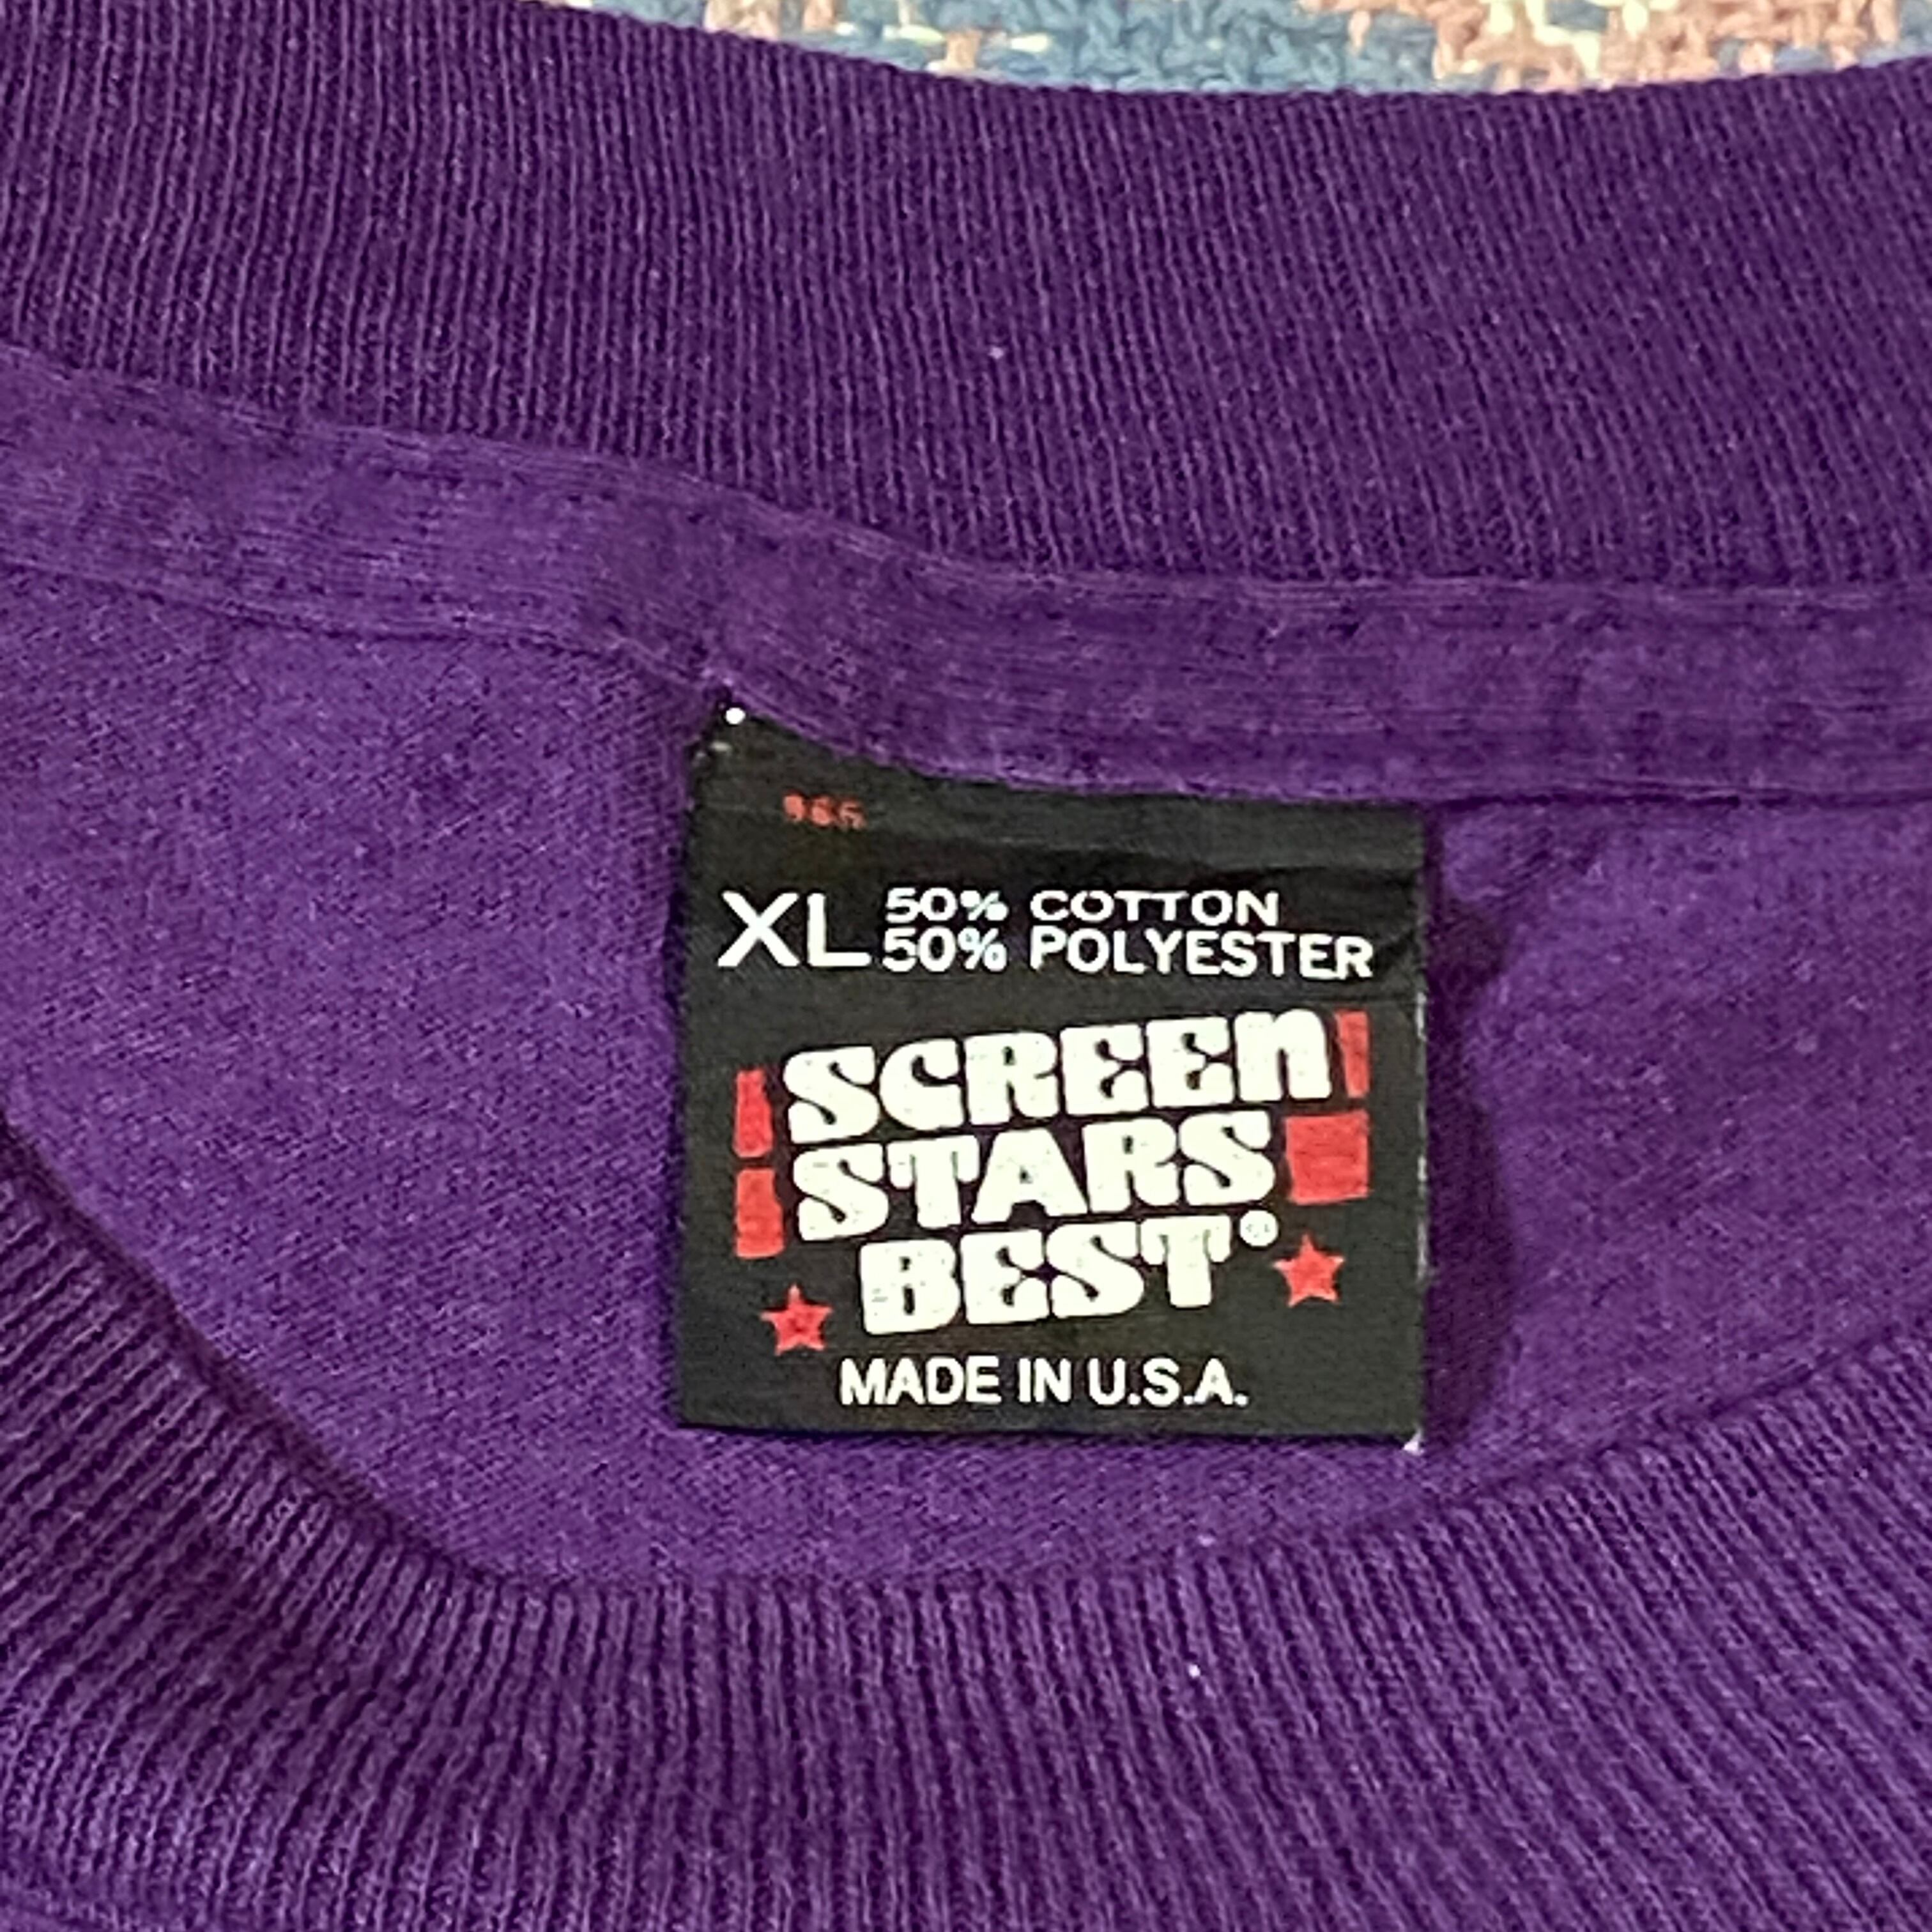 XL 50% COTTON
50% POLYESTER
SCREEN
STARS
BEST®
MADE IN U.S.A.